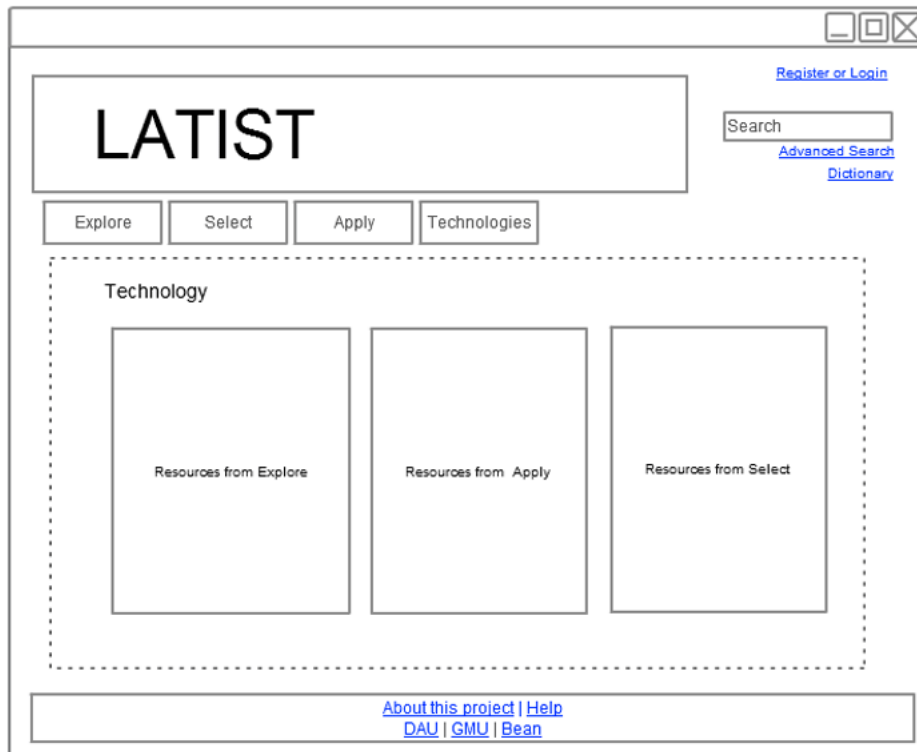 Register or Login
LATIST
Search
Advanced Search
Dictionary
Explore
Select
Apply
Technologies
Technology
Resources from Explore
Resources from Apply
Resources from Select
About this project | Help
DAU | GMU | Bean